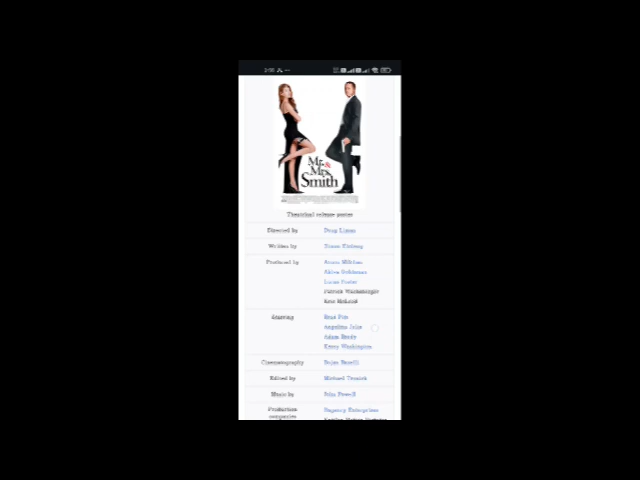 Mr.
&
Mrs.
Smith
Theatrical release poster
Directed by Doug Liman
Written by Simon Kinberg
Produced by Arnon Milchan
Akiva Goldsman
Lucas Foster
Patrick Wachsberger
Eric McLeod
Starring Brad Pitt
Angelina Jolie
Adam Brody
Kerry Washington
Cinematography Bojan Bazelli
Edited by Michael Tronick
Music by John Powell
Production
companies
Regency Enterprises